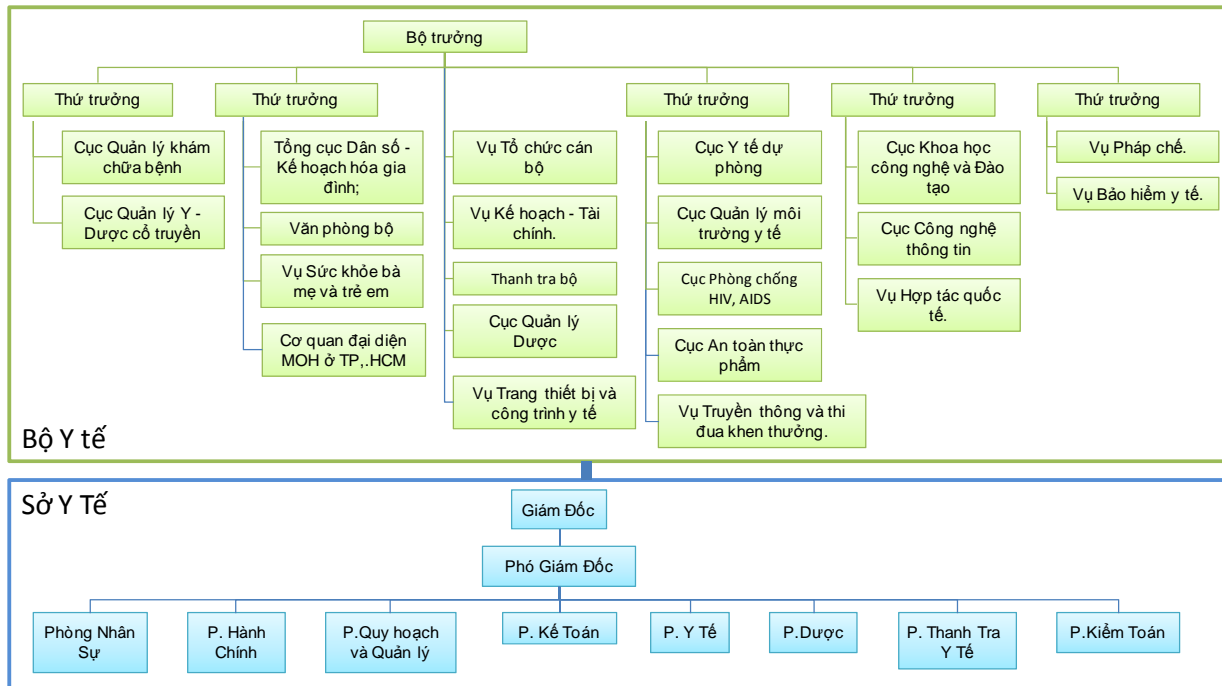 Bộ trưởng
Thứ trưởng
Cục Quản lý khám
chữa bệnh
Cục Quản lý Y -
Dược cổ truyền
Thứ trưởng
Tổng cục Dân số -
Kế hoạch hóa gia
đình;
Văn phòng bộ
Vụ Sức khỏe bà
mẹ và trẻ em
Cơ quan đại diện
MOH ở TP,.HCM
Vụ Tổ chức cán
bộ
Vụ Kế hoạch - Tài
chính.
Thanh tra bộ
Cục Quản lý
Dược
Vụ Trang thiết bị và
công trình y tế
Thứ trưởng
Cục Y tế dự
phòng
Cục Quản lý môi
trường y tế
Cục Phòng chống
HIV, AIDS
Cục An toàn thực
phẩm
Vụ Truyền thông và thi
đua khen thưởng.
Thứ trưởng
Cục Khoa học
công nghệ và Đào
tạo
Cục Công nghệ
thông tin
Vụ Hợp tác quốc
tế.
Thứ trưởng
Vụ Pháp chế.
Vụ Bảo hiểm y tế.
Bộ Y tế
Sở Y Tế
Giám Đốc
Phó Giám Đốc
Phòng Nhân
Sự
P. Hành
Chính
P.Quy hoạch
và Quản lý
P. Kế Toán
P. Y Tế
P.Dược
P. Thanh Tra
Y Tế
P.Kiểm Toán